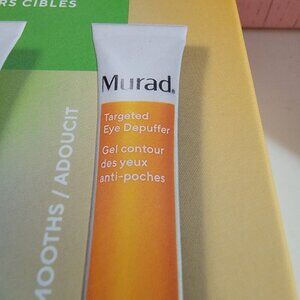 RS CIBLES
Murad.
Targeted
Eye Depuffer
Gel contour
des yeux
anti-poches
MOOTHS / ADOUCIT